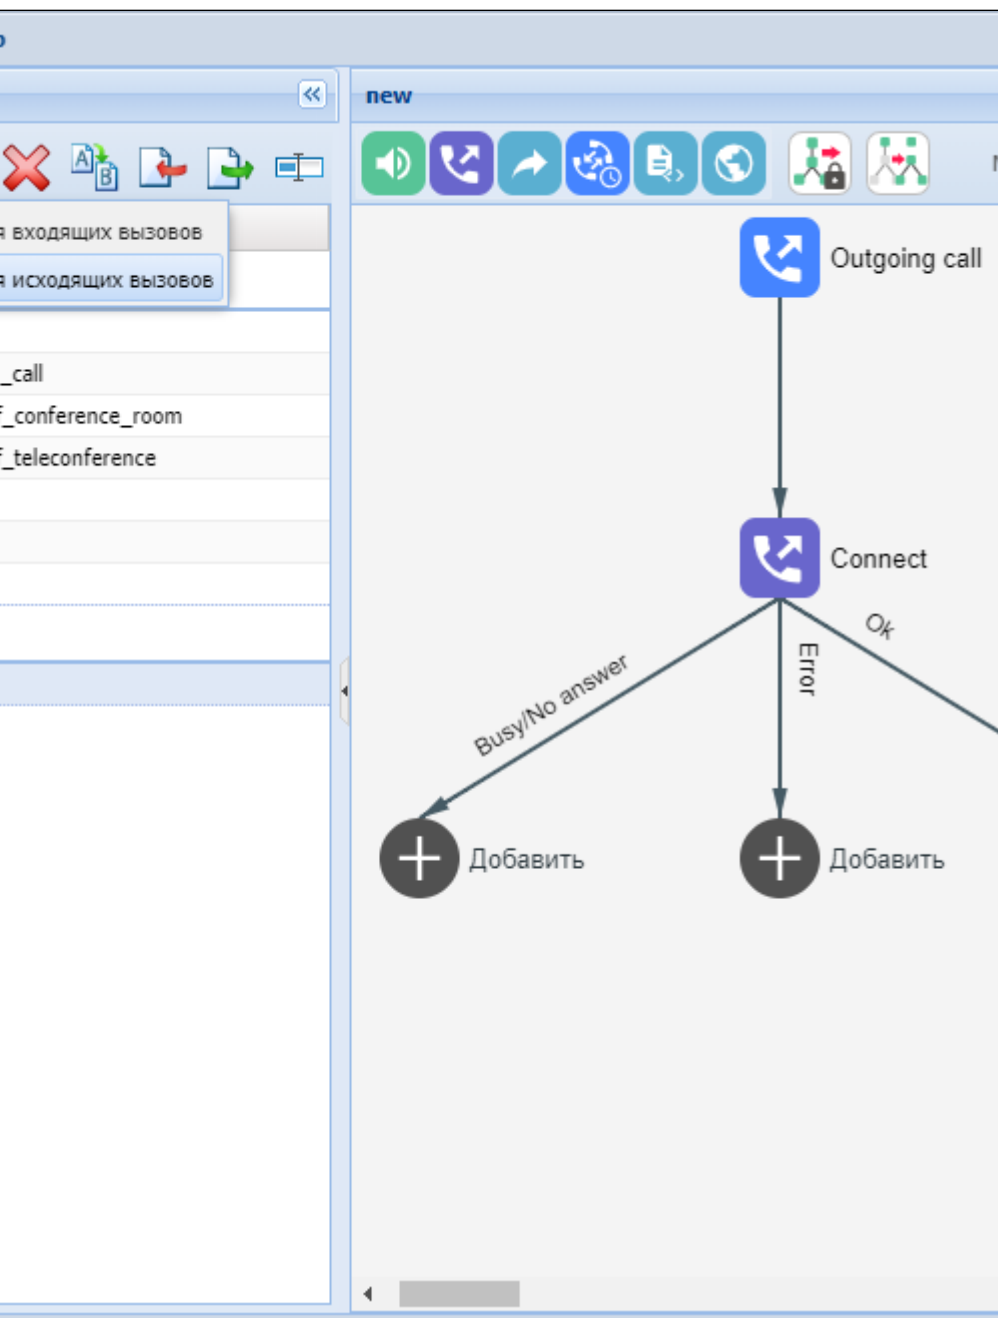 new
я входящих вызовов
я исходящих вызовов
_call
f_conference_room
f_teleconference
Outgoing call
Connect
Busy/No answer
Error
Ok
Добавить
Добавить